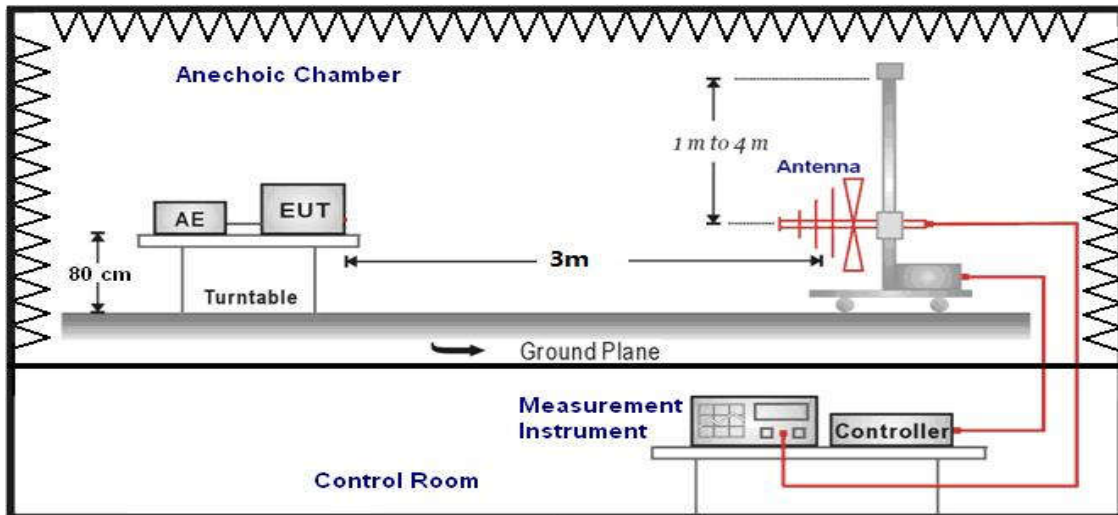 Anechoic Chamber
1 m to 4 m
Antenna
AE
EUT
80 cm
3m
Turntable
Ground Plane
Measurement
Instrument
Controller
Control Room